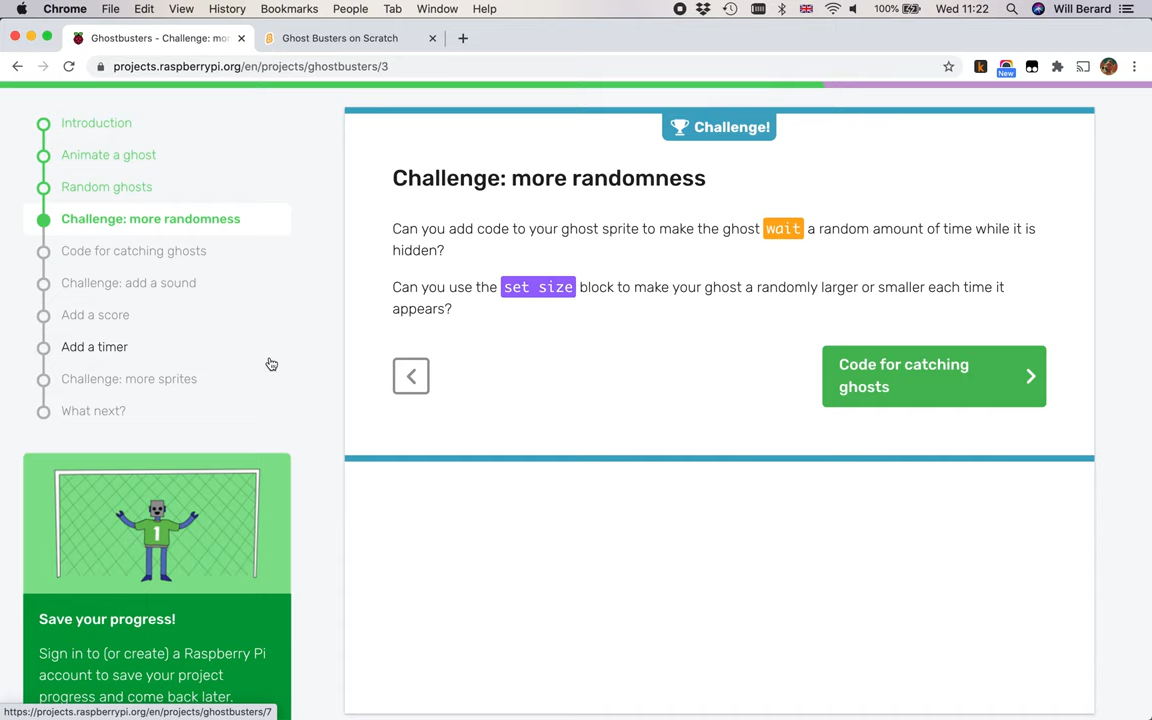 Chrome File Edit View History Bookmarks People Tab Window Help 100% Wed 11:22 Will Berard
Ghostbusters - Challenge: mor Ghost Busters on Scratch
projects.raspberrypi.org/en/projects/ghostbusters/3
New
Introduction
Animate a ghost
Random ghosts
Challenge: more randomness
Code for catching ghosts
Challenge: add a sound
Add a score
Add a timer
Challenge: more sprites
What next?
1
Save your progress!
Sign in to (or create) a Raspberry Pi
account to save your project
progress and come back later.
Challenge!
Challenge: more randomness
Can you add code to your ghost sprite to make the ghost wait a random amount of time while it is
hidden?
Can you use the set size block to make your ghost a randomly larger or smaller each time it
appears?
Code for catching
ghosts
https://projects.raspberrypi.org/en/projects/ghostbusters/7